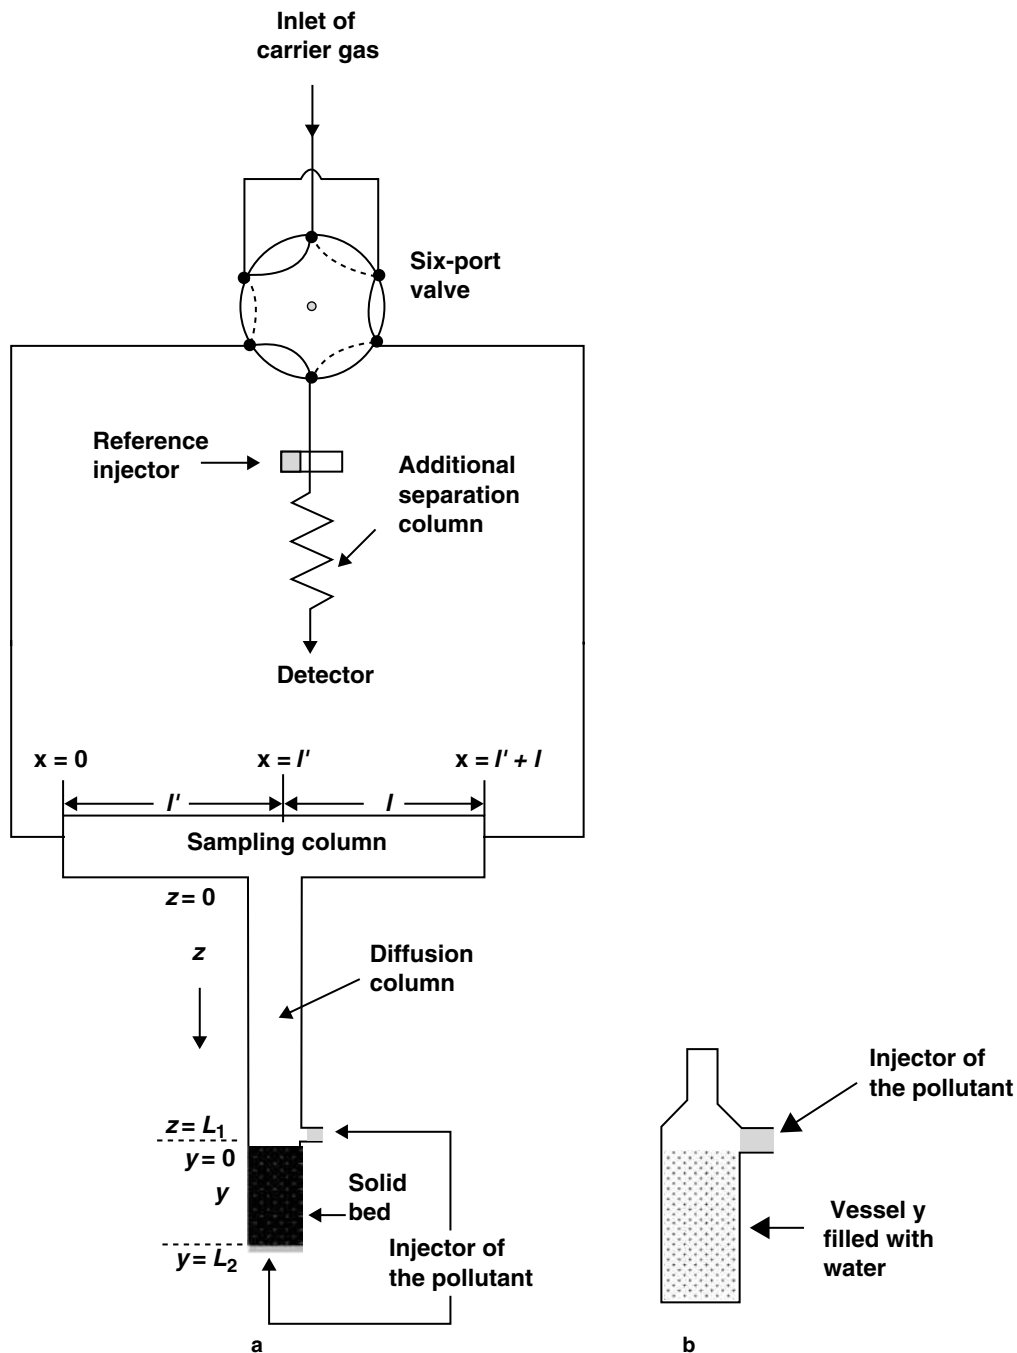 Inlet of
carrier gas
Six-port
valve
Reference
injector
Additional
separation
column
Detector
x = 0
x = l'
x = l' + l
l'
l
Sampling column
z = 0
z
Diffusion
column
z = L1
y = 0
y
Solid
bed
y = L2
Injector of
the pollutant
a
Injector of
the pollutant
Vessel y
filled with
water
b